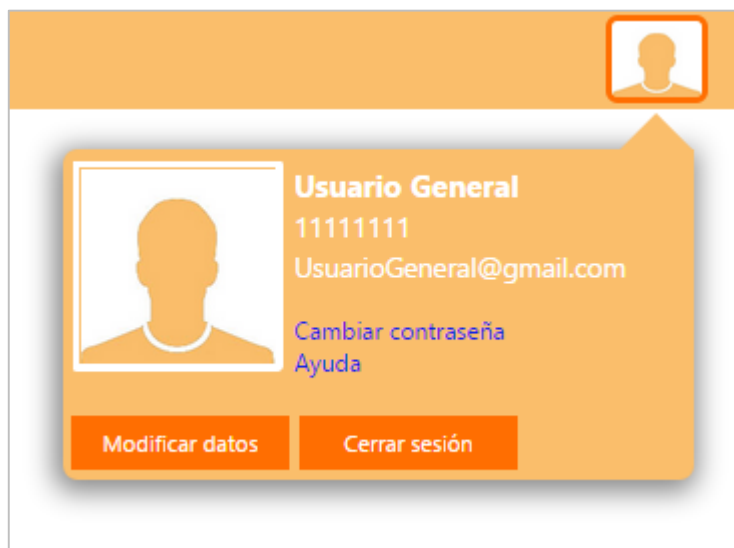 Usuario General
11111111
UsuarioGeneral@gmail.com
Cambiar contraseña
Ayuda
Modificar datos
Cerrar sesión